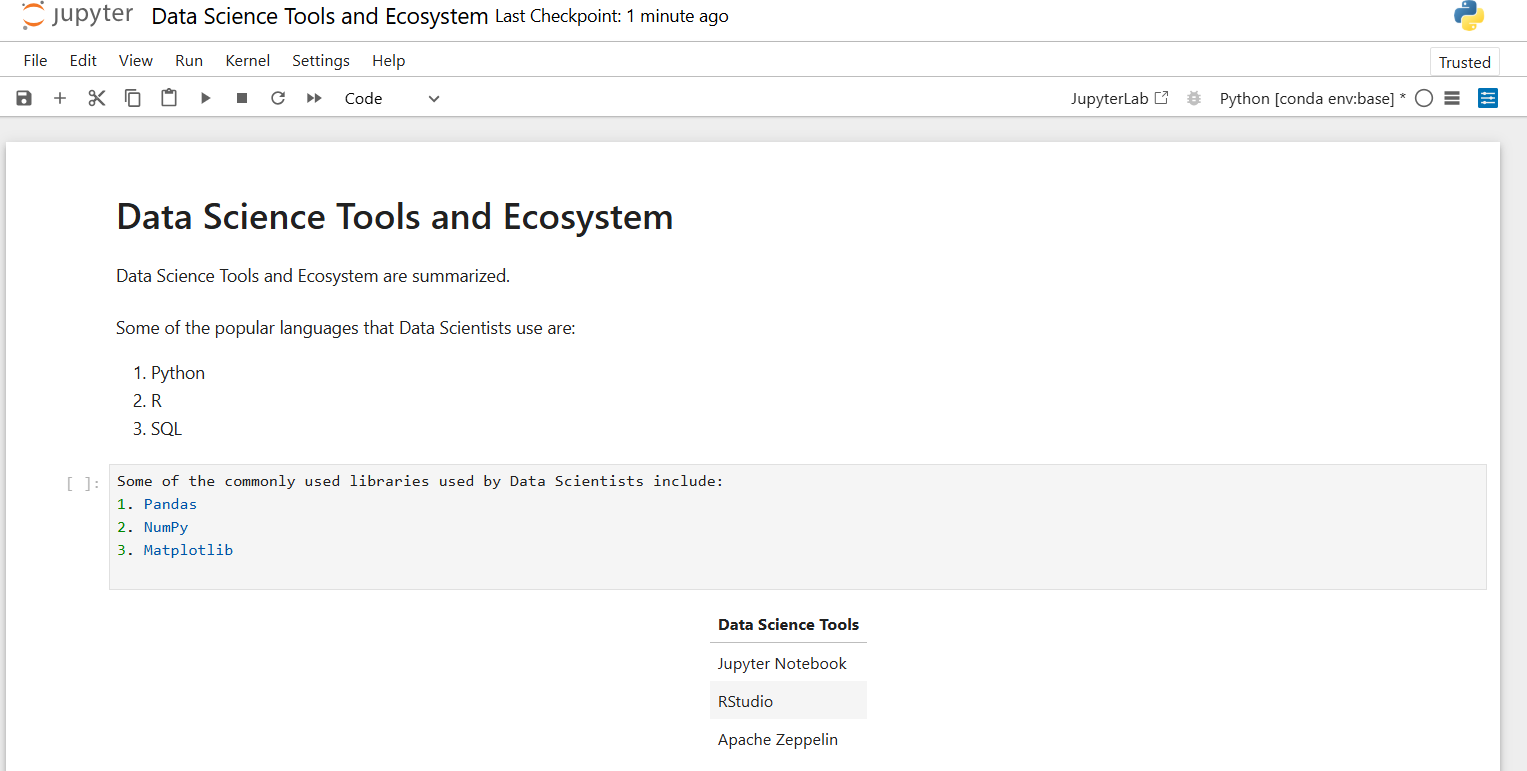 jupyter Data Science Tools and Ecosystem Last Checkpoint: 1 minute ago
File Edit View Run Kernel Settings Help
Trusted
Code
JupyterLab
Python [conda env:base] *
Data Science Tools and Ecosystem
Data Science Tools and Ecosystem are summarized.
Some of the popular languages that Data Scientists use are:
1. Python
2. R
3. SQL
[ ]:
Some of the commonly used libraries used by Data Scientists include:
1. Pandas
2. NumPy
3. Matplotlib
Data Science Tools
Jupyter Notebook
RStudio
Apache Zeppelin